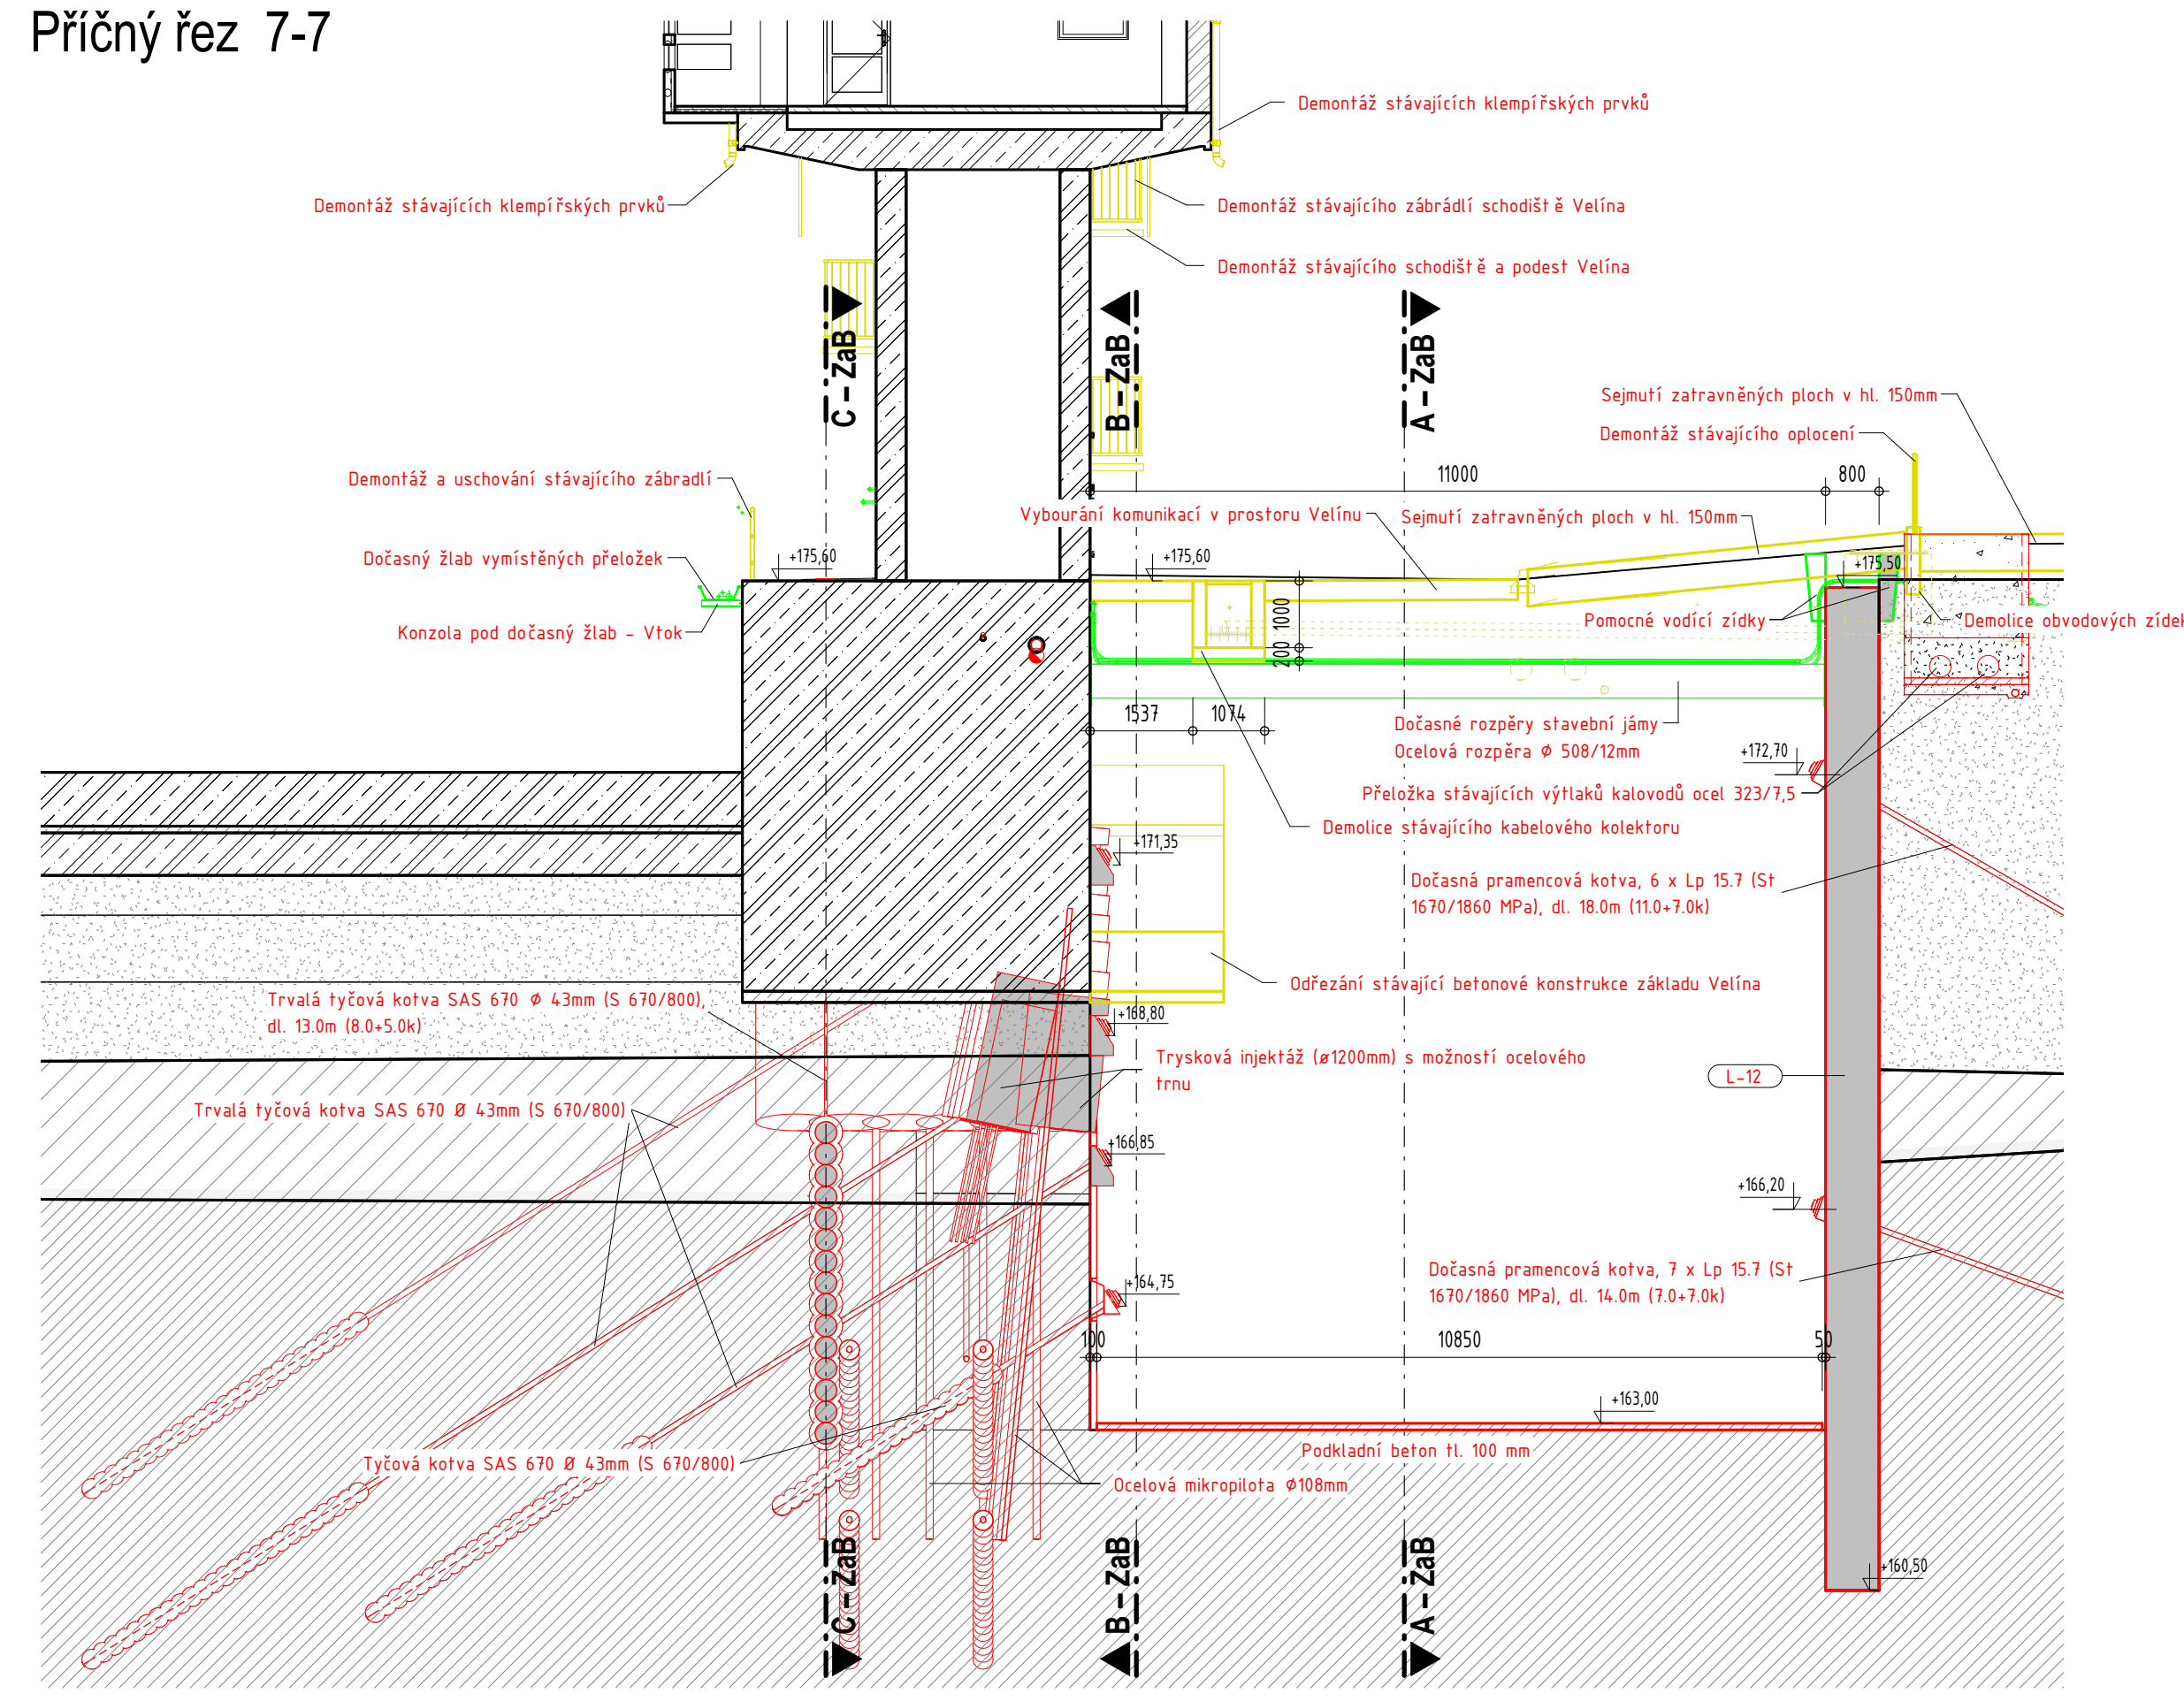 Příčný řez 7-7
Demontáž stávajících klempířských prvků
Demontáž stávajících klempířských prvků
Demontáž stávajícího zábrádlí schodiště Velína
Demontáž stávajícího schodiště a podest Velína
C - ZaB
B - ZaB
A - ZaB
Sejmutí zatravněných ploch v hl. 150mm
Demontáž stávajícího oplocení
11000
800
Demontáž a uschování stávajícího zábradlí
Vybourání komunikací v prostoru Velínu
Sejmutí zatravněných ploch v hl. 150mm
Dočasný žlab vymístěných přeložek
+175,60
+175,60
+175,50
Konzola pod dočasný žlab - Vtok
1000
200
Pomocné vodící zídky
Demolice obvodových zídek
1537
1074
Dočasné rozpěry stavební jámy
Ocelová rozpěra Ø 508/12mm
+172,70
Přeložka stávajících výtlaků kalovodů ocel 323/7,5
Demolice stávajícího kabelového kolektoru
+171,35
Dočasná pramencová kotva, 6 x Lp 15.7 (St
1670/1860 MPa), dl. 18.0m (11.0+7.0k)
Odřezání stávající betonové konstrukce základu Velína
Trvalá tyčová kotva SAS 670 Ø 43mm (S 670/800),
dl. 13.0m (8.0+5.0k)
+168,80
Trysková injektáž (ø1200mm) s možností ocelového
trnu
L-12
Trvalá tyčová kotva SAS 670 Ø 43mm (S 670/800)
+166,85
+166,20
Dočasná pramencová kotva, 7 x Lp 15.7 (St
1670/1860 MPa), dl. 14.0m (7.0+7.0k)
+164,75
100
10850
50
+163,00
Podkladní beton tl. 100 mm
Tyčová kotva SAS 670 Ø 43mm (S 670/800)
Ocelová mikropilota Ø108mm
C - ZaB
B - ZaB
A - ZaB
+160,50